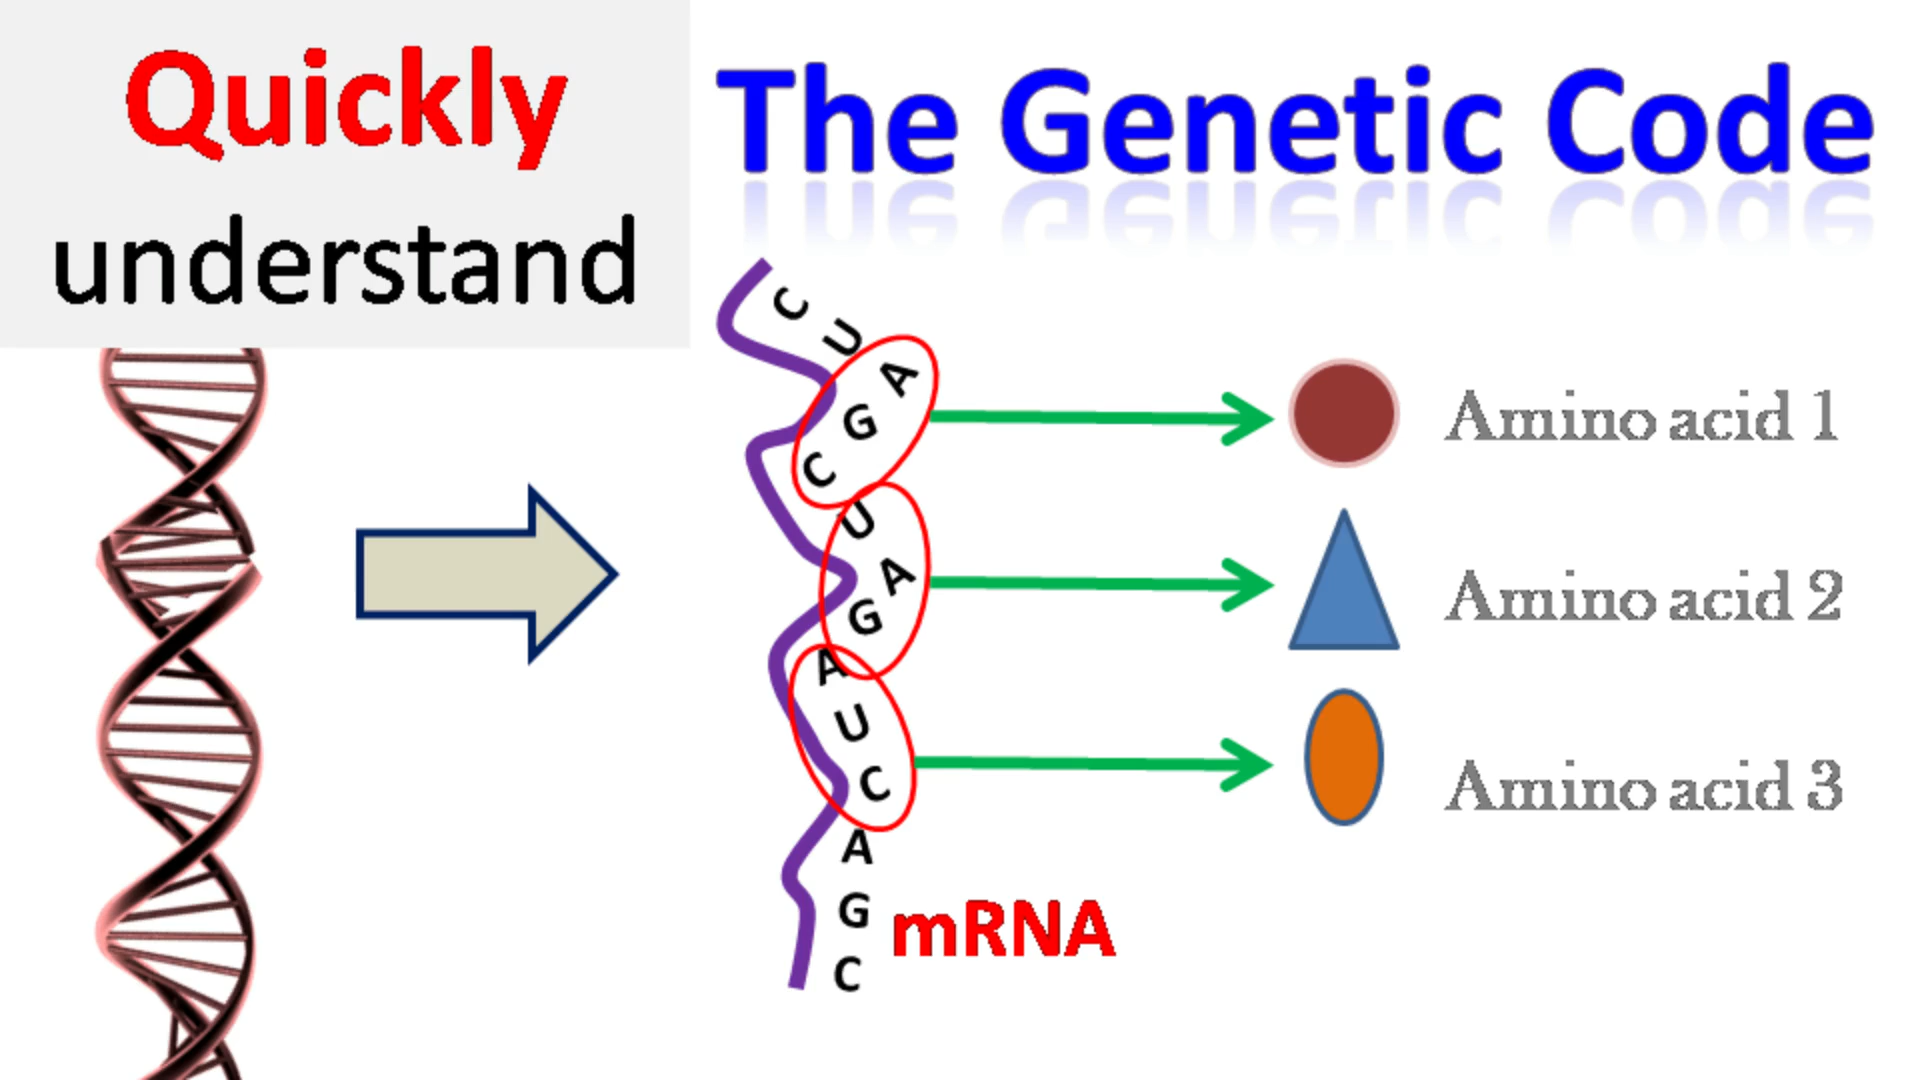 Quickly
understand
The Genetic Code
C
U
A
G
C
U
A
G
A
U
C
A
G
C
mRNA
Amino acid 1
Amino acid 2
Amino acid 3